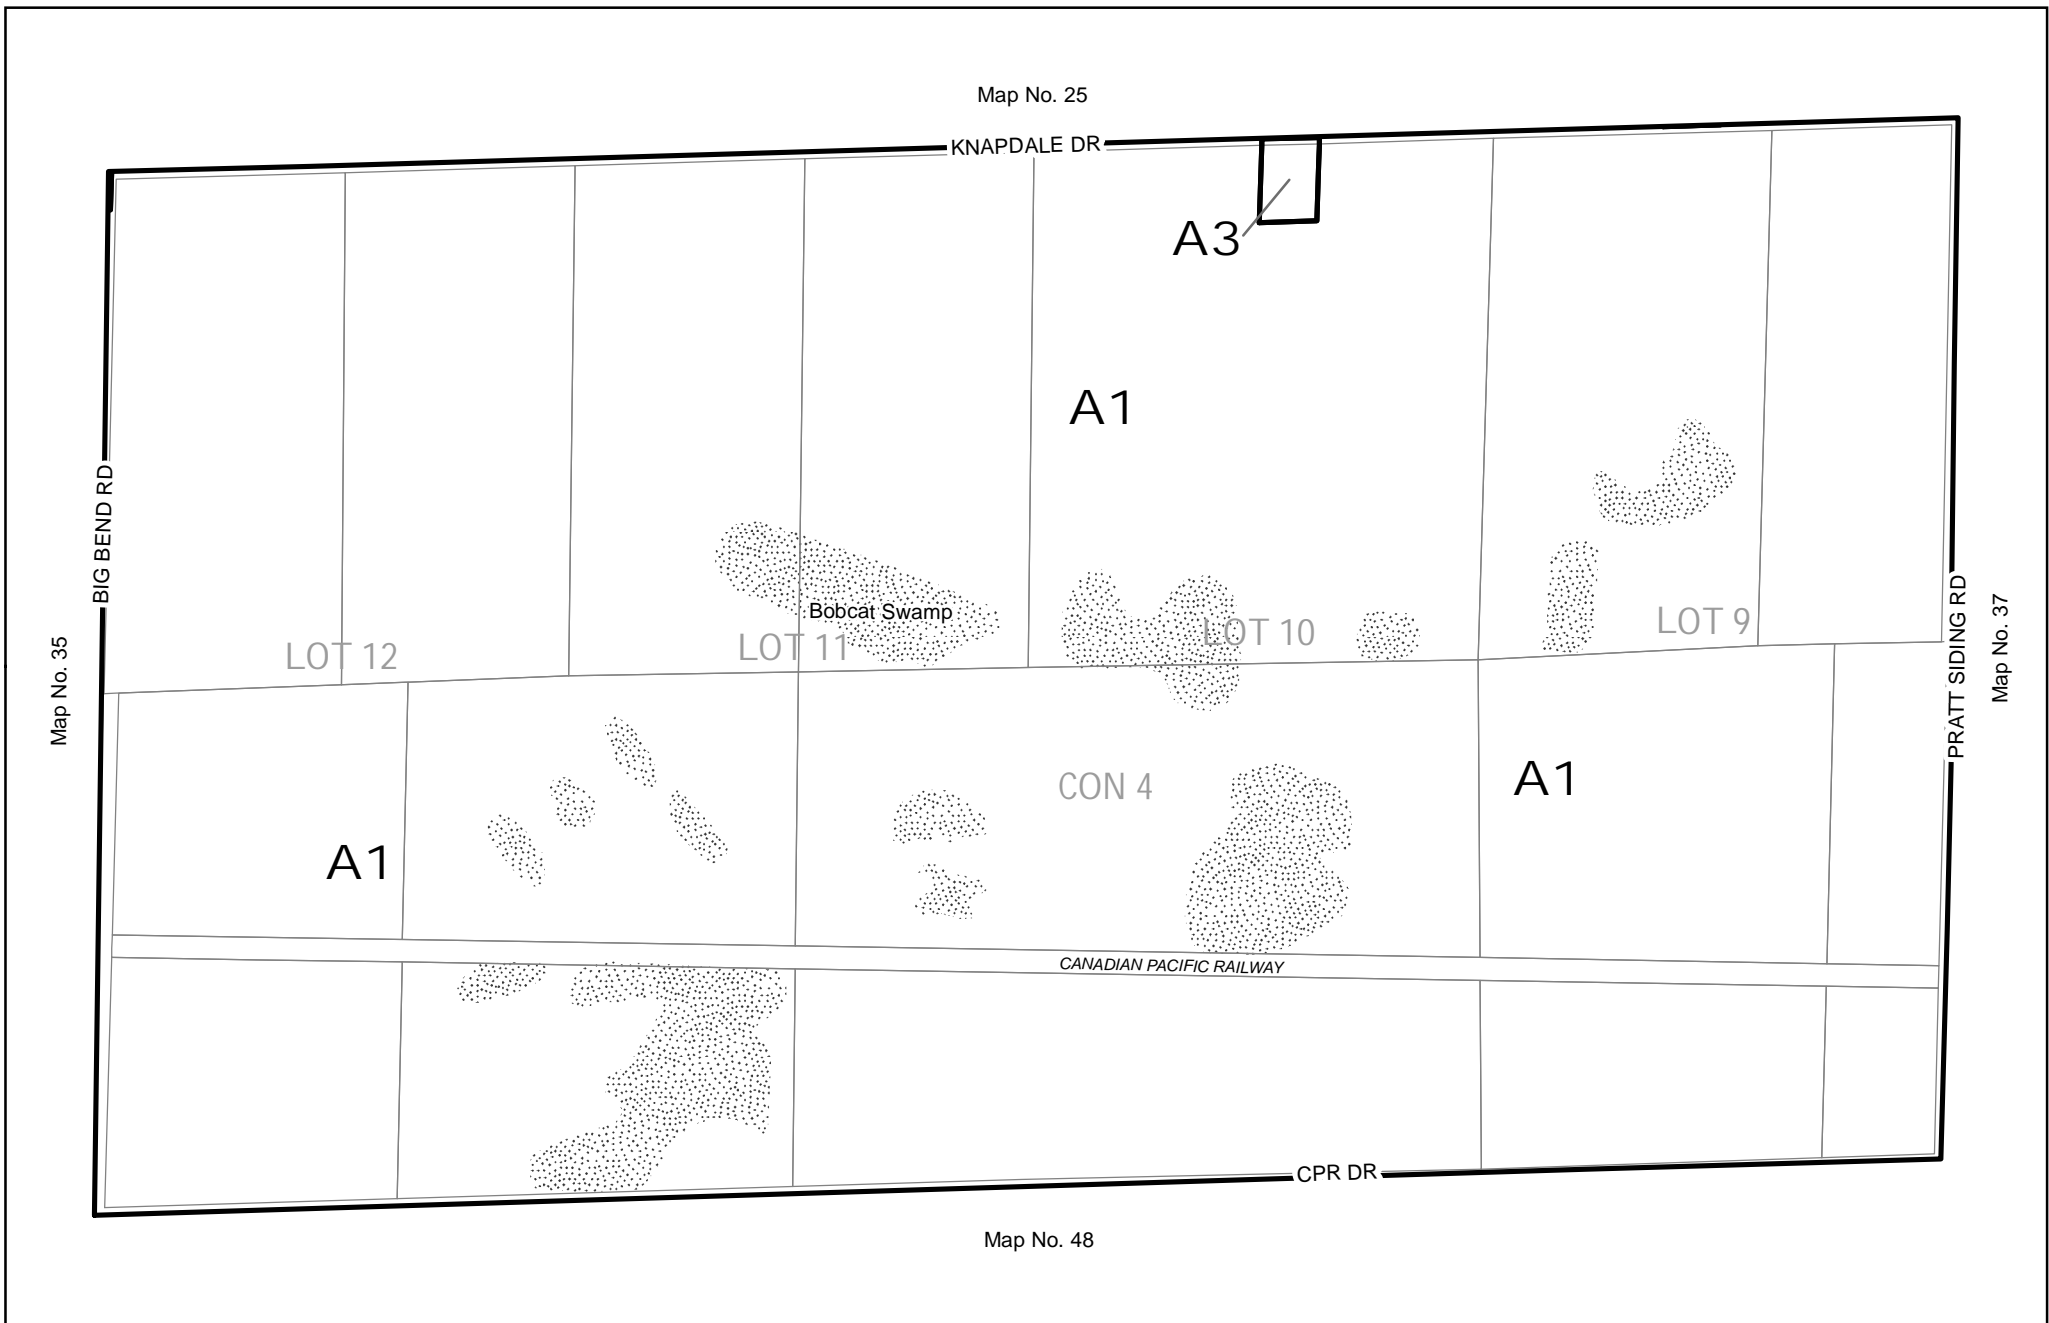 Map No. 25
KNAPDALE DR
A3
A1
BIG BEND RD
Map No. 35
Bobcat Swamp
LOT 12
LOT 11
LOT 10
LOT 9
PRATT SIDING RD
Map No. 37
CON 4
A1
A1
CANADIAN PACIFIC RAILWAY
CPR DR
Map No. 48